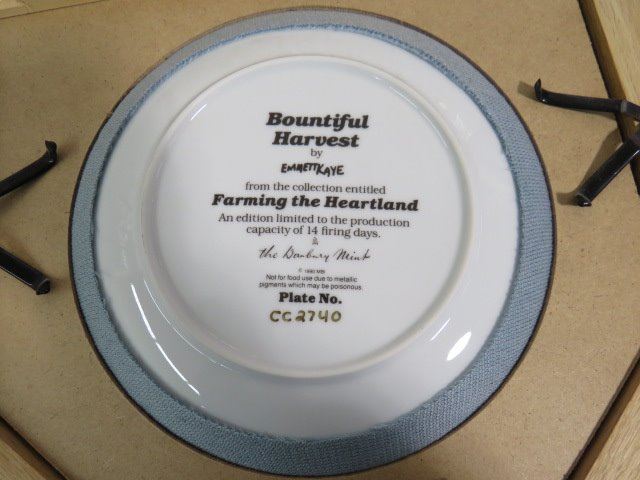 Bountiful
Harvest
by
EMMETT KAYE
from the collection entitled
Farming the Heartland
An edition limited to the production
capacity of 14 firing days.
the Danbury Mint
© 1990 MBI
Not for food use due to metallic
pigments which may be poisonous.
Plate No.
CC2740